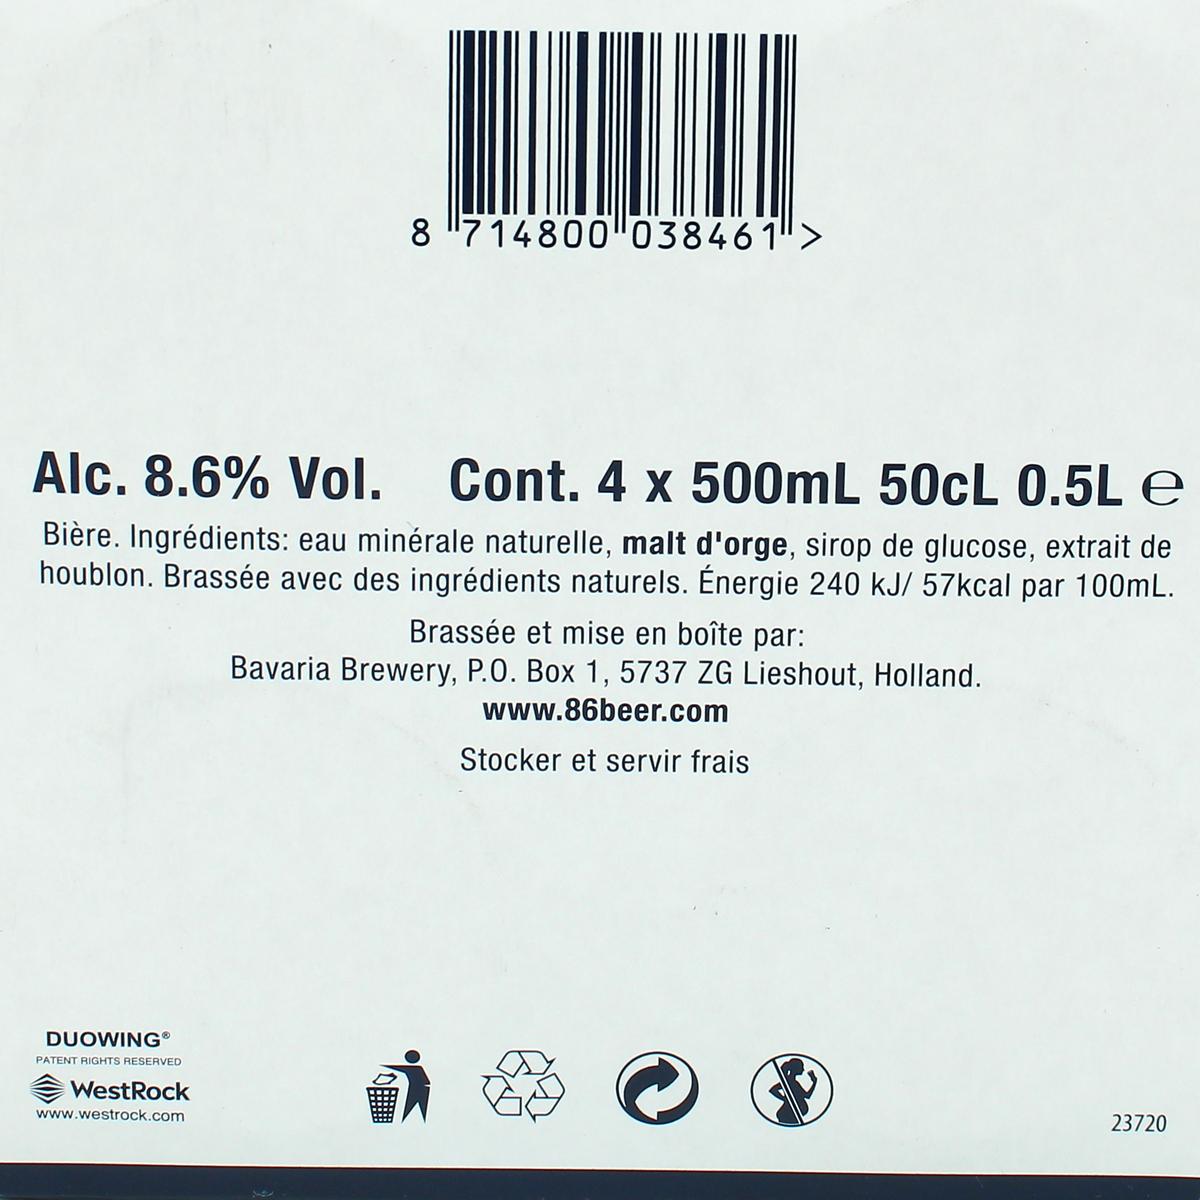 8 714800 038461 >
Alc. 8.6% Vol. Cont. 4 x 500mL 50cL 0.5L ℮
Bière. Ingrédients: eau minérale naturelle, malt d'orge, sirop de glucose, extrait de
houblon. Brassée avec des ingrédients naturels. Énergie 240 kJ/ 57kcal par 100mL.
Brassée et mise en boîte par:
Bavaria Brewery, P.O. Box 1, 5737 ZG Lieshout, Holland.
www.86beer.com
Stocker et servir frais
DUOWING®
PATENT RIGHTS RESERVED
WestRock
www.westrock.com
23720